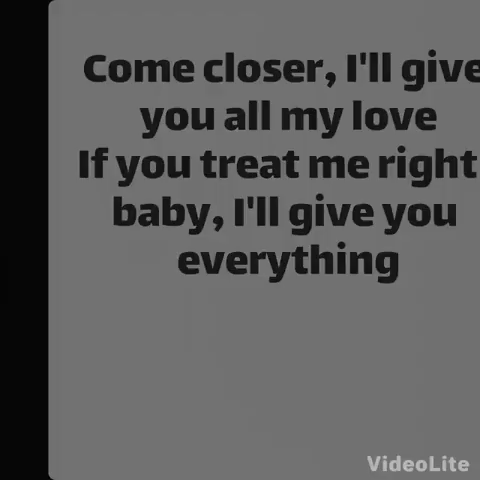 Come closer, I'll give
you all my love
If you treat me right
baby, I'll give you
everything
VideoLite